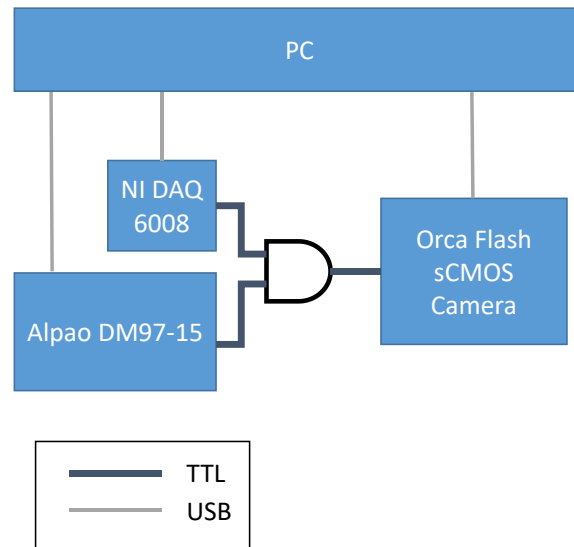 PC
NI DAQ
6008
Orca Flash
sCMOS
Camera
Alpao DM97-15
TTL
USB